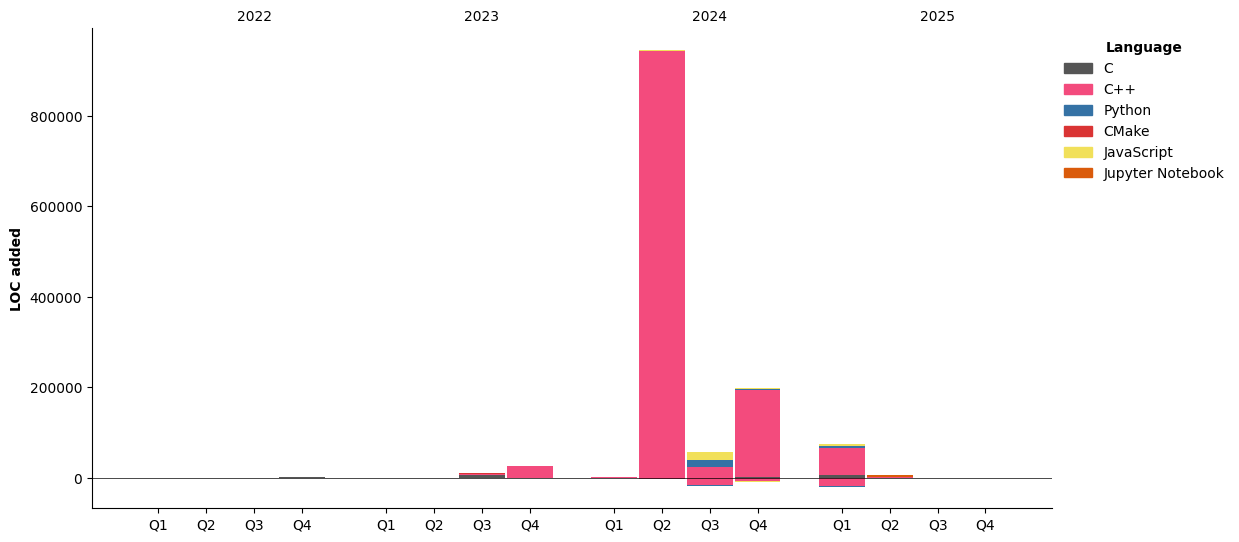 2022 2023 2024 2025
Language
C
C++
Python
CMake
JavaScript
Jupyter Notebook
LOC added
800000
600000
400000
200000
0
Q1 Q2 Q3 Q4 Q1 Q2 Q3 Q4 Q1 Q2 Q3 Q4 Q1 Q2 Q3 Q4